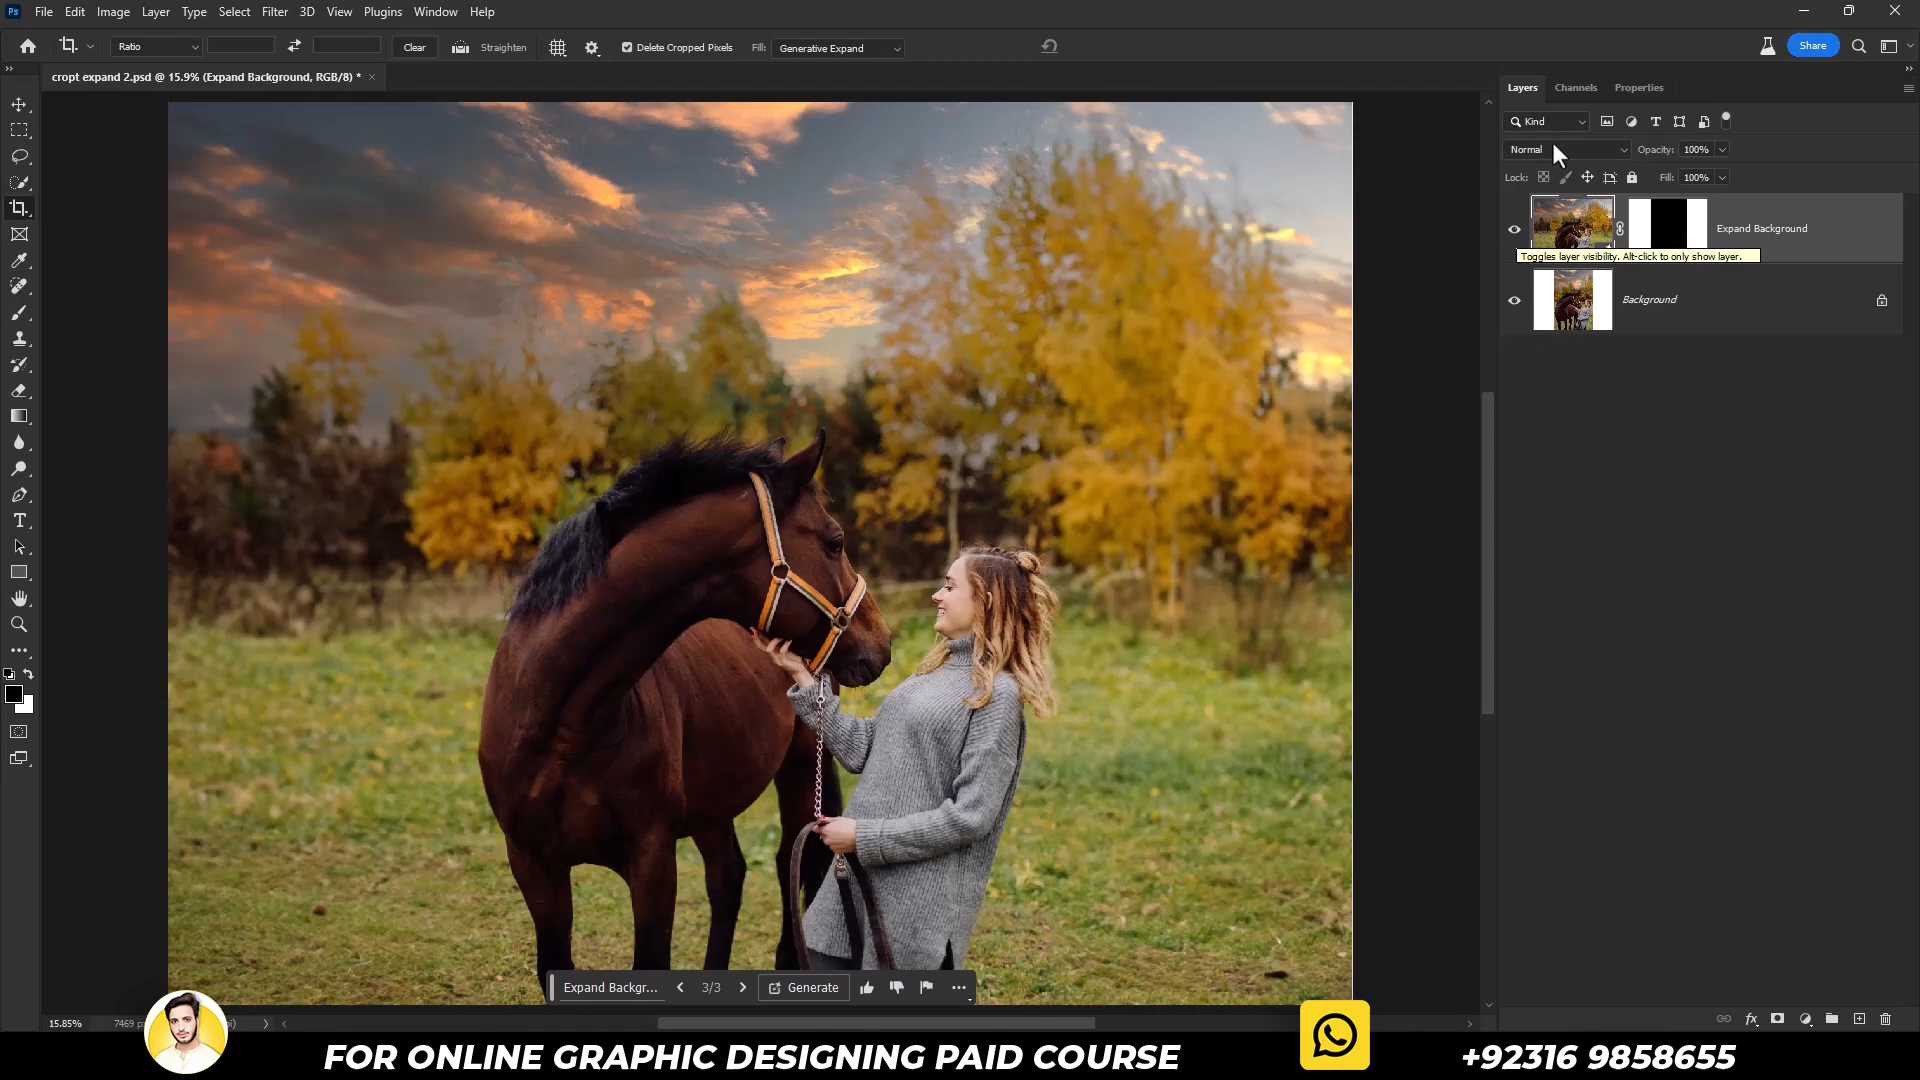 Ps File Edit Image Layer Type Select Filter 3D View Plugins Window Help
Ratio Clear Straighten Delete Cropped Pixels Fill: Generative Expand Share
cropt expand 2.psd @ 15.9% (Expand Background, RGB/8) *
Layers Channels Properties
Kind
Normal Opacity: 100%
Lock: Fill: 100%
Expand Background
Toggles layer visibility. Alt-click to only show layer.
Background
Expand Backgr... 3/3 Generate
15.85% 7469
FOR ONLINE GRAPHIC DESIGNING PAID COURSE
+92316 9858655